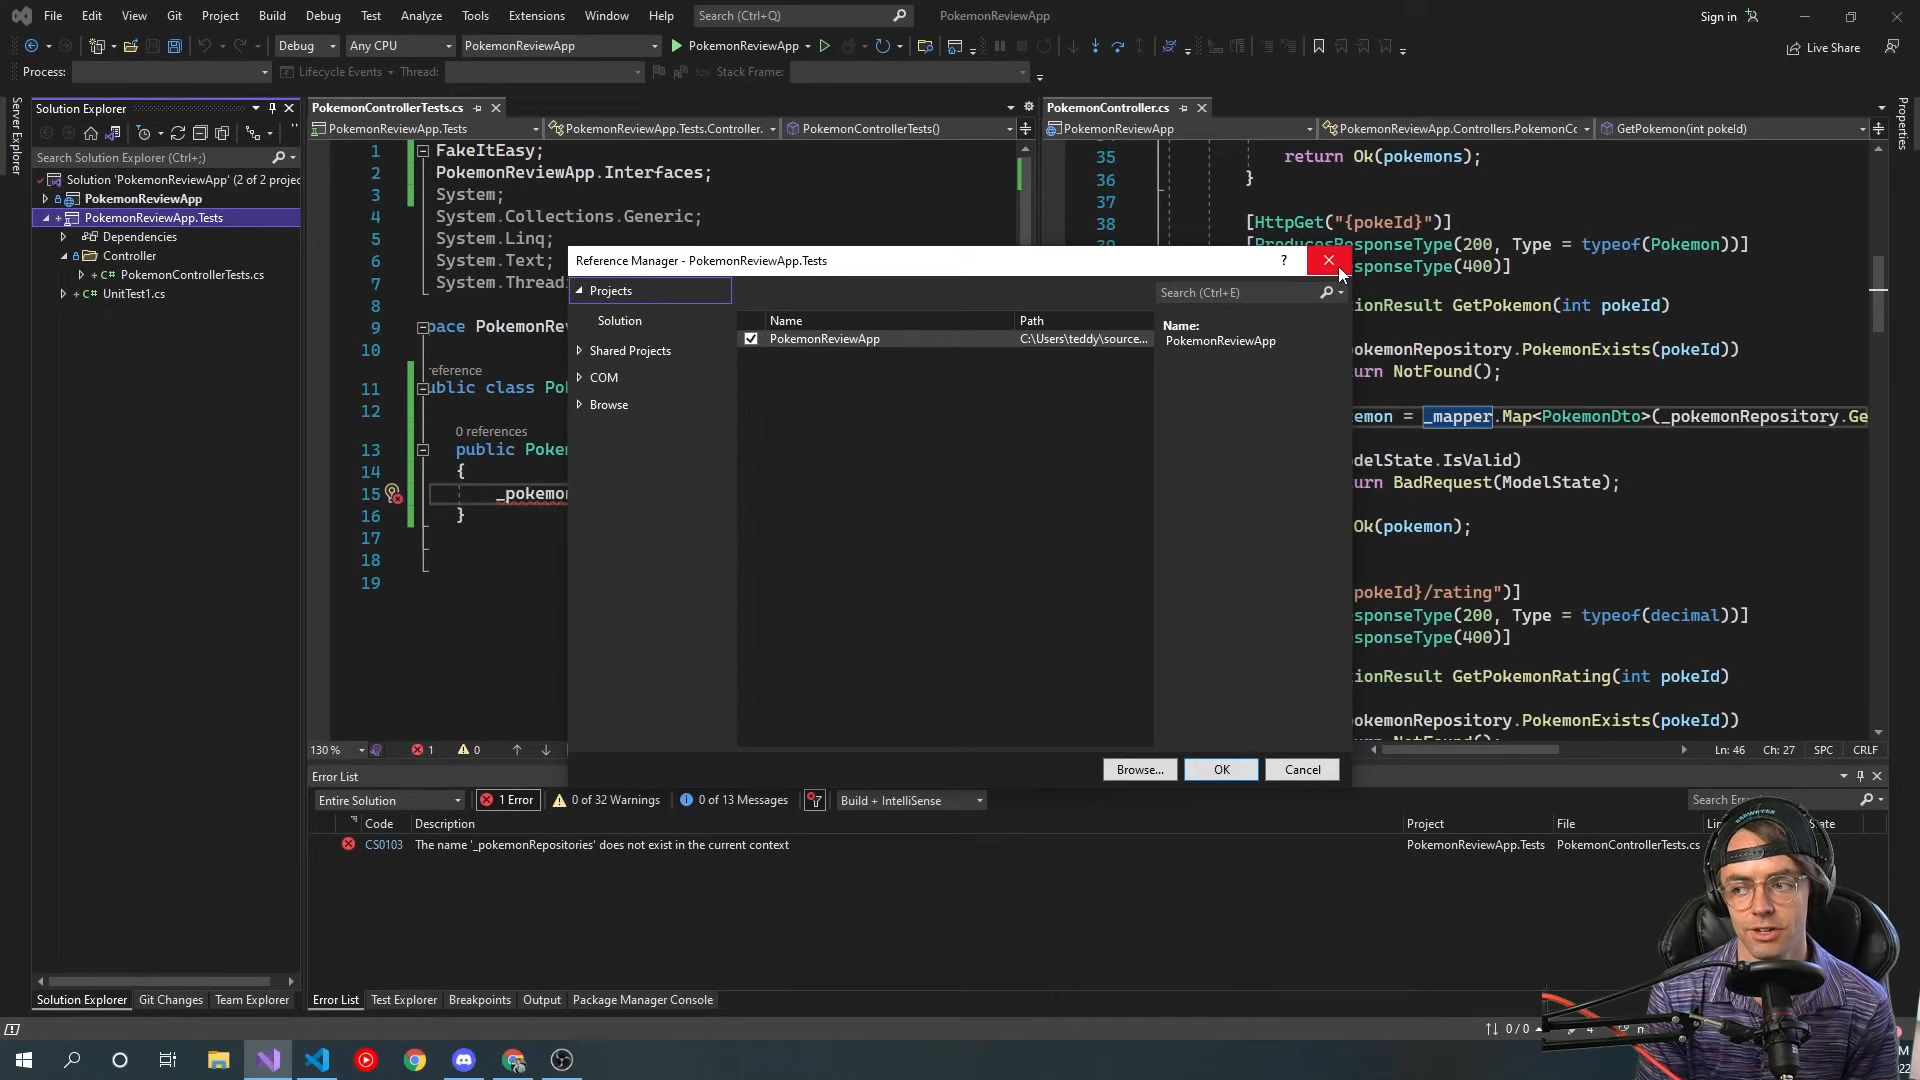 File Edit View Git Project Build Debug Test Analyze Tools Extensions Window Help Search (Ctrl+Q) PokemonReviewApp Sign in
Debug Any CPU PokemonReviewApp PokemonReviewApp Live Share
Process: Lifecycle Events Thread: Stack Frame:
Server Explorer
Solution Explorer
Search Solution Explorer (Ctrl+;)
Solution 'PokemonReviewApp' (2 of 2 projec
PokemonReviewApp
PokemonReviewApp.Tests
Dependencies
Controller
C# PokemonControllerTests.cs
C# UnitTest1.cs
PokemonControllerTests.cs
PokemonReviewApp.Tests PokemonReviewApp.Tests.Controller. PokemonControllerTests()
1 FakeItEasy;
2 PokemonReviewApp.Interfaces;
3 System;
4 System.Collections.Generic;
5 System.Linq;
6 System.Text;
7 System.Thread
8
9 pace PokemonRev
10
reference
11 ublic class Pok
12
0 references
13 public Poke
14 {
15 _pokemon
16 }
17
18
19
130 % 1 0
PokemonController.cs
PokemonReviewApp PokemonReviewApp.Controllers.PokemonCo GetPokemon(int pokeId)
Properties
35 return Ok(pokemons);
36 }
37
38 [HttpGet("{pokeId}")]
39 [ProducesResponseType(200, Type = typeof(Pokemon))]
sponseType(400)]
ionResult GetPokemon(int pokeId)
pokemonRepository.PokemonExists(pokeId))
urn NotFound();
emon = _mapper.Map<PokemonDto>(_pokemonRepository.Ge
delState.IsValid)
urn BadRequest(ModelState);
Ok(pokemon);
pokeId}/rating")]
sponseType(200, Type = typeof(decimal))]
sponseType(400)]
ionResult GetPokemonRating(int pokeId)
pokemonRepository.PokemonExists(pokeId))
Ln: 46 Ch: 27 SPC CRLF
Reference Manager - PokemonReviewApp.Tests ?
Projects
Solution
Shared Projects
COM
Browse
Search (Ctrl+E)
Name Path
PokemonReviewApp C:\Users\teddy\source...
Name:
PokemonReviewApp
Browse... OK Cancel
Error List
Entire Solution 1 Error 0 of 32 Warnings 0 of 13 Messages Build + IntelliSense
Code Description Project File
CS0103 The name '_pokemonRepositories' does not exist in the current context PokemonReviewApp.Tests PokemonControllerTests.cs
Solution Explorer Git Changes Team Explorer
Error List Test Explorer Breakpoints Output Package Manager Console
0 / 0